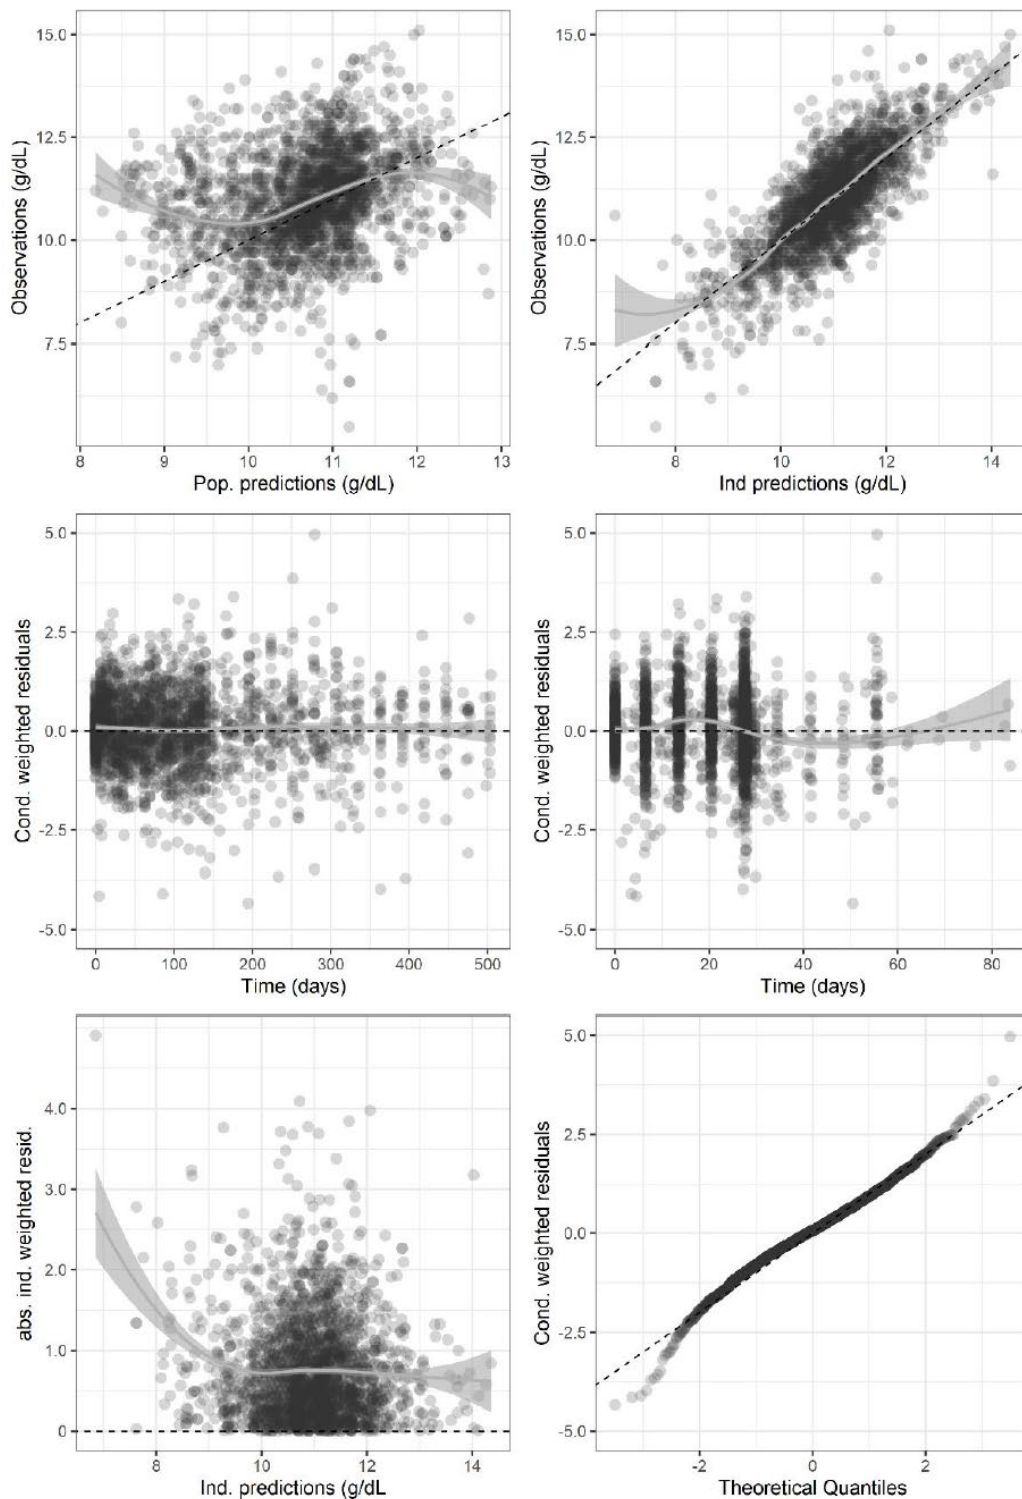 15.0
12.5
10.0
7.5
Observations (g/dL)
8 9 10 11 12 13
Pop. predictions (g/dL)
15.0
12.5
10.0
7.5
Observations (g/dL)
8 10 12 14
Ind predictions (g/dL)
5.0
2.5
0.0
-2.5
-5.0
Cond. weighted residuals
0 100 200 300 400 500
Time (days)
5.0
2.5
0.0
-2.5
-5.0
Cond. weighted residuals
0 20 40 60 80
Time (days)
4.0
3.0
2.0
1.0
0
abs. ind. weighted resid.
8 10 12 14
Ind. predictions (g/dL
5.0
2.5
0.0
-2.5
-5.0
Cond. weighted residuals
-2 0 2
Theoretical Quantiles